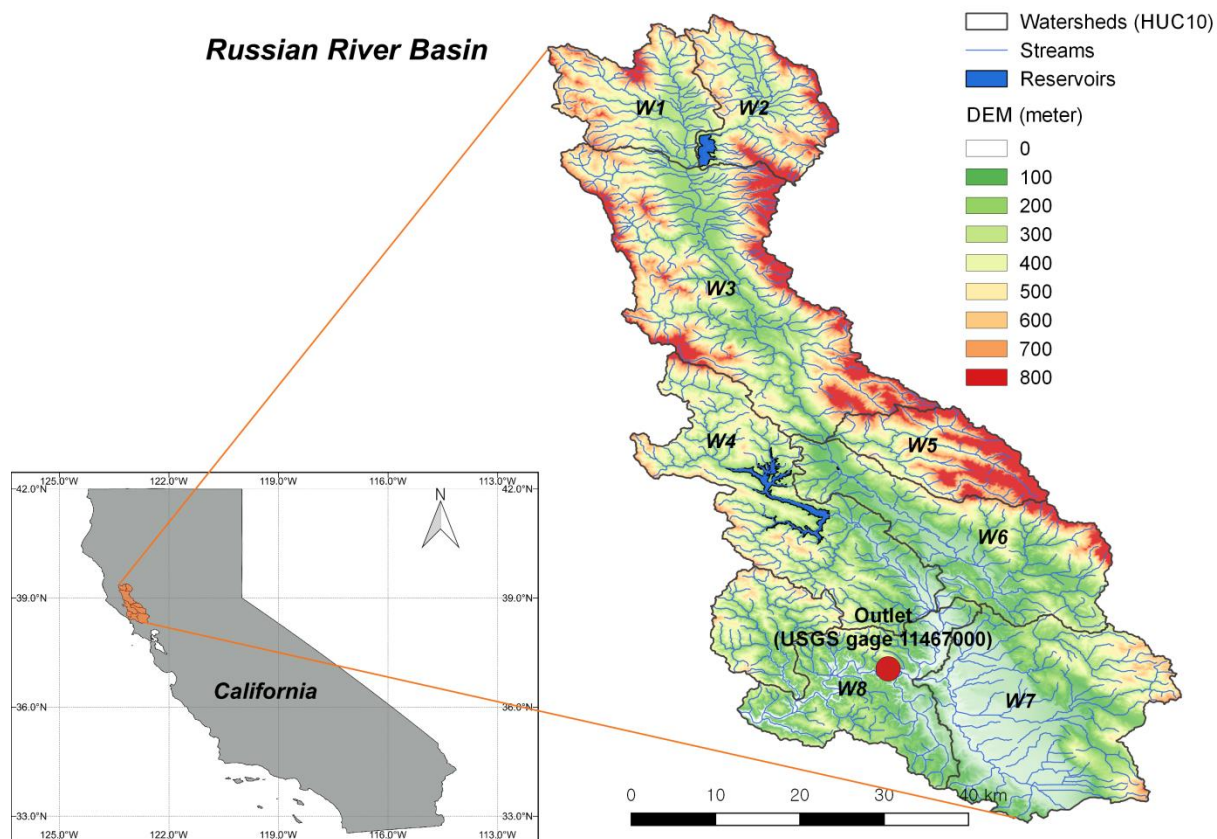 Russian River Basin
Watersheds (HUC10)
Streams
Reservoirs
DEM (meter)
0
100
200
300
400
500
600
700
800
W1
W2
W3
W4
W5
W6
Outlet
(USGS gage 11467000)
W8
W7
0 10 20 30 40 km
125.0°W 122.0°W 119.0°W 116.0°W 113.0°W
42.0°N 42.0°N
N
39.0°N 39.0°N
36.0°N 36.0°N
California
33.0°N 33.0°N
125.0°W 122.0°W 119.0°W 116.0°W 113.0°W